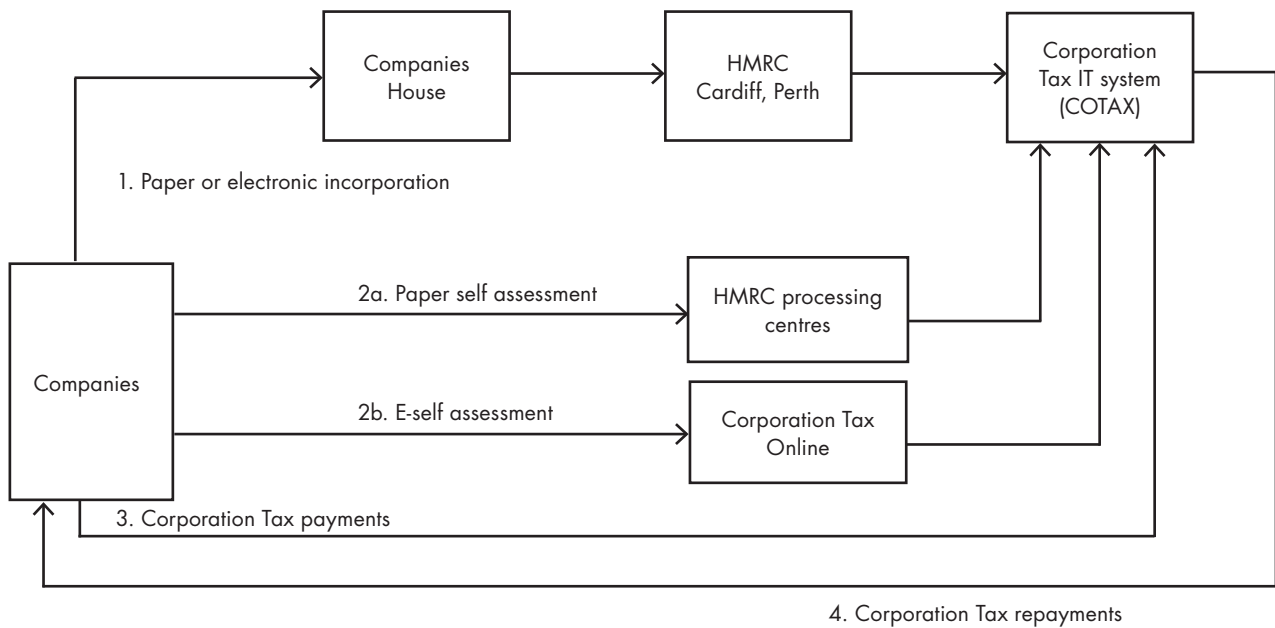 Companies
House
HMRC
Cardiff, Perth
Corporation
Tax IT system
(COTAX)
1. Paper or electronic incorporation
2a. Paper self assessment
HMRC processing
centres
Companies
2b. E-self assessment
Corporation Tax
Online
3. Corporation Tax payments
4. Corporation Tax repayments